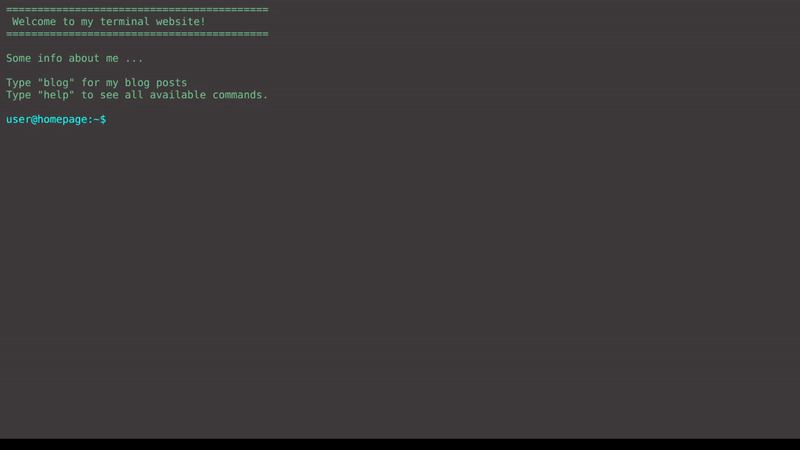 ==========================================
Welcome to my terminal website!
==========================================
Some info about me ...
Type "blog" for my blog posts
Type "help" to see all available commands.
user@homepage:~$